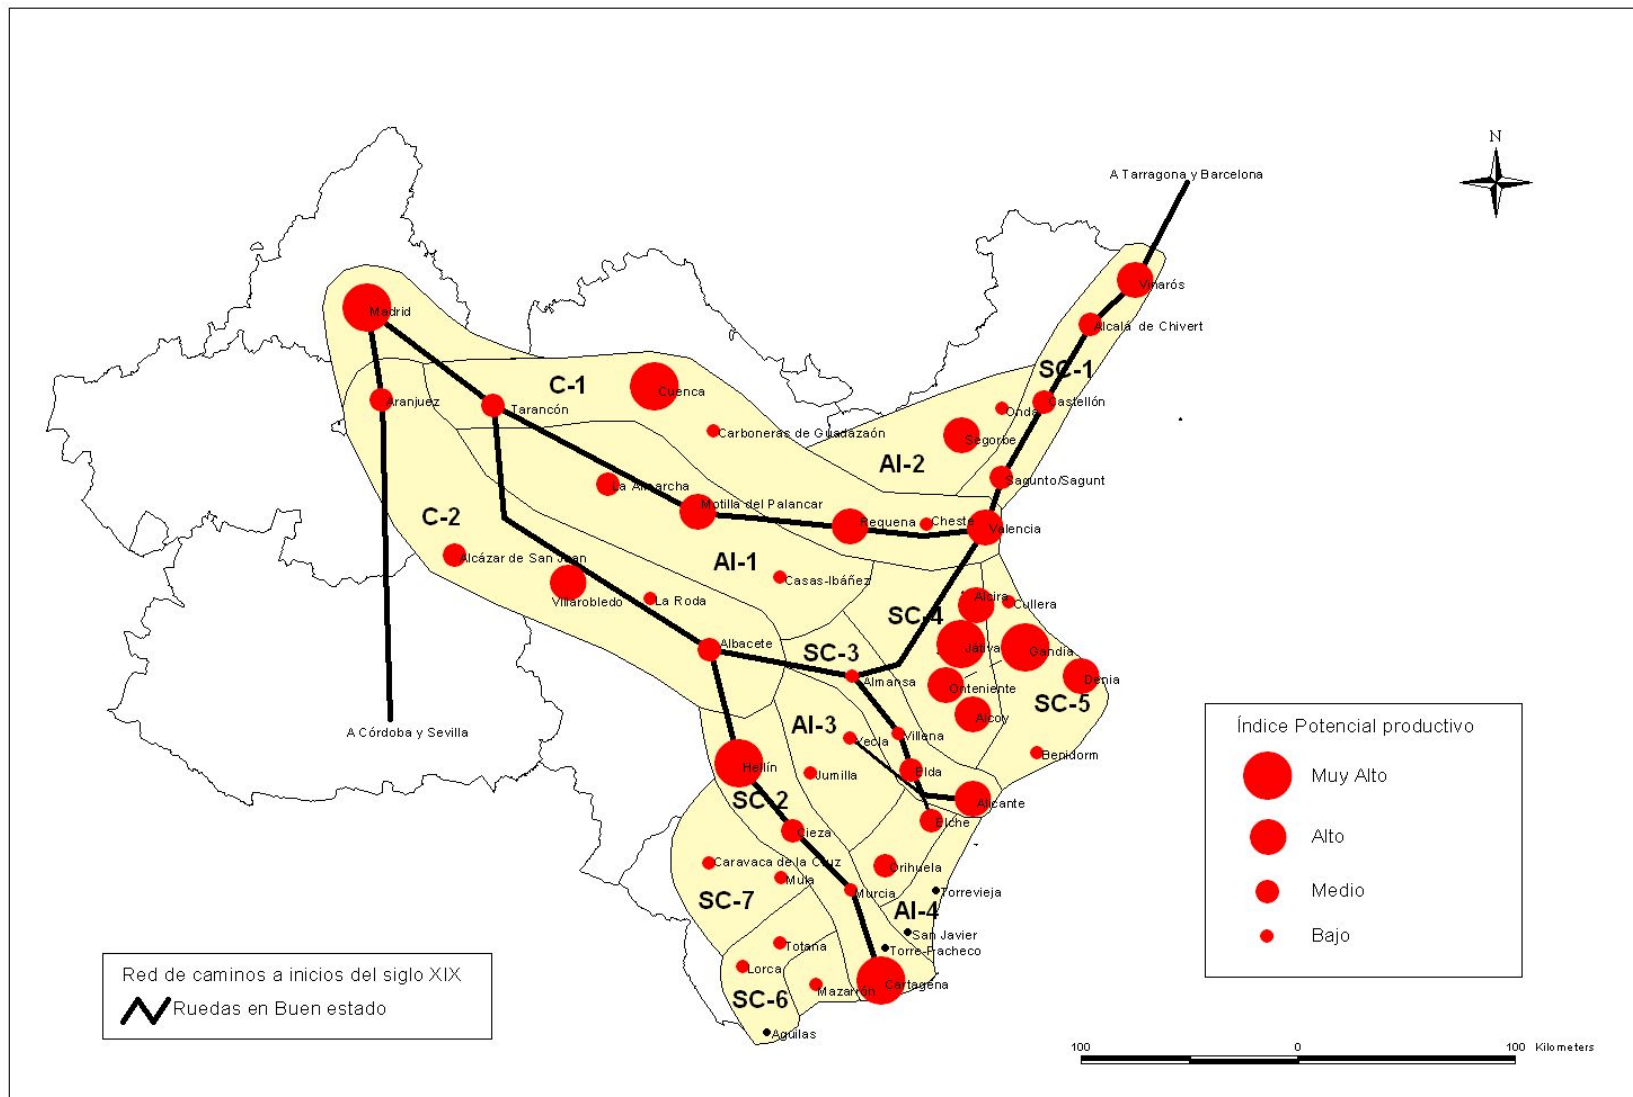 N
A Tarragona y Barcelona
Vinarós
Madrid
Alcalá de Chivert
SC-1
C-1
Cuenca
Aranjuez
Tarancón
Castellón
Onda
Carboneras de Guadazaón
Segorbe
AI-2
Sagunto/Sagunt
La Almarcha
Motilla del Palancar
C-2
Requena
Cheste
Valencia
Alcázar de San Juan
AI-1
Casas-Ibáñez
Villarobledo
La Roda
Alcira
Cullera
SC-4
Albacete
SC-3
Játiva
Gandia
Almansa
Onteniente
Denia
SC-5
Alcoy
AI-3
A Córdoba y Sevilla
Yecla
Villena
Benidorm
Hellín
Jumilla
Elda
SC-2
Alicante
Cieza
Elche
Caravaca de la Cruz
Orihuela
Mula
Murcia
Torrevieja
SC-7
AI-4
San Javier
Totana
Torre-Pacheco
Lorca
Mazarrón
Cartagena
SC-6
Aguilas
Índice Potencial productivo
Muy Alto
Alto
Medio
Bajo
Red de caminos a inicios del siglo XIX
Ruedas en Buen estado
100 0 100 Kilometers